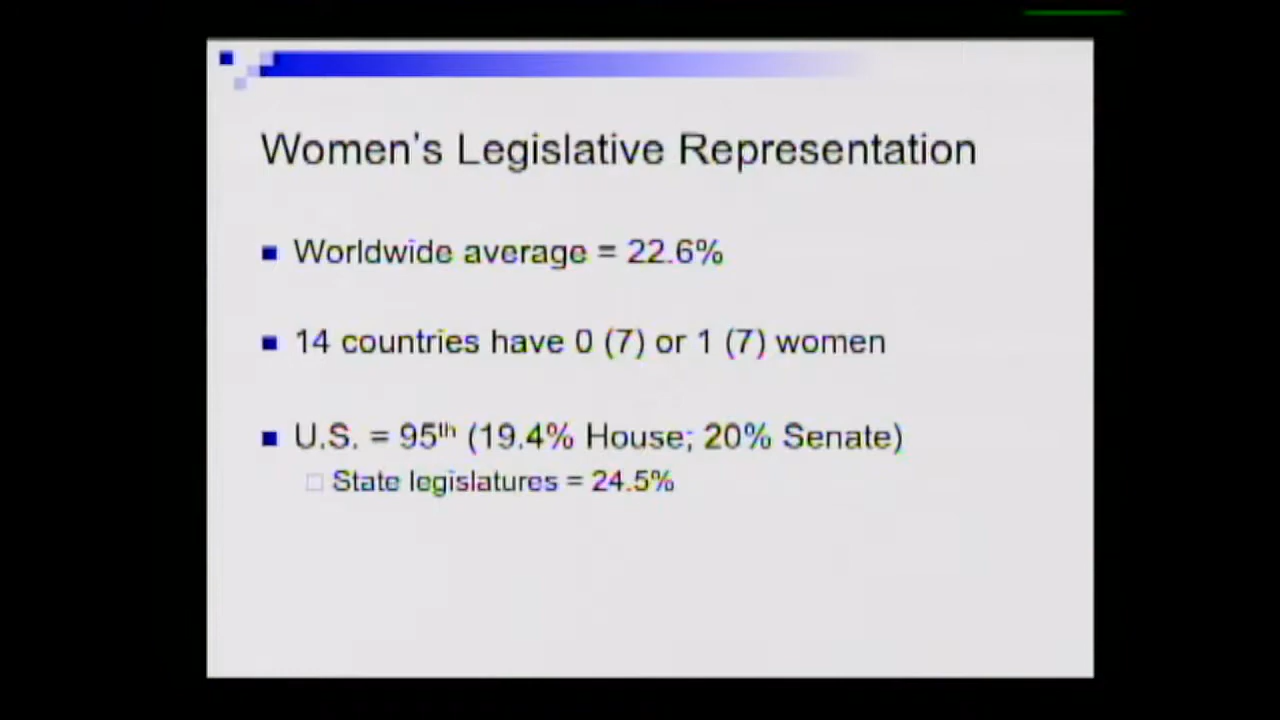 Women's Legislative Representation
Worldwide average = 22.6%
14 countries have 0 (7) or 1 (7) women
U.S. = 95th (19.4% House; 20% Senate)
State legislatures = 24.5%